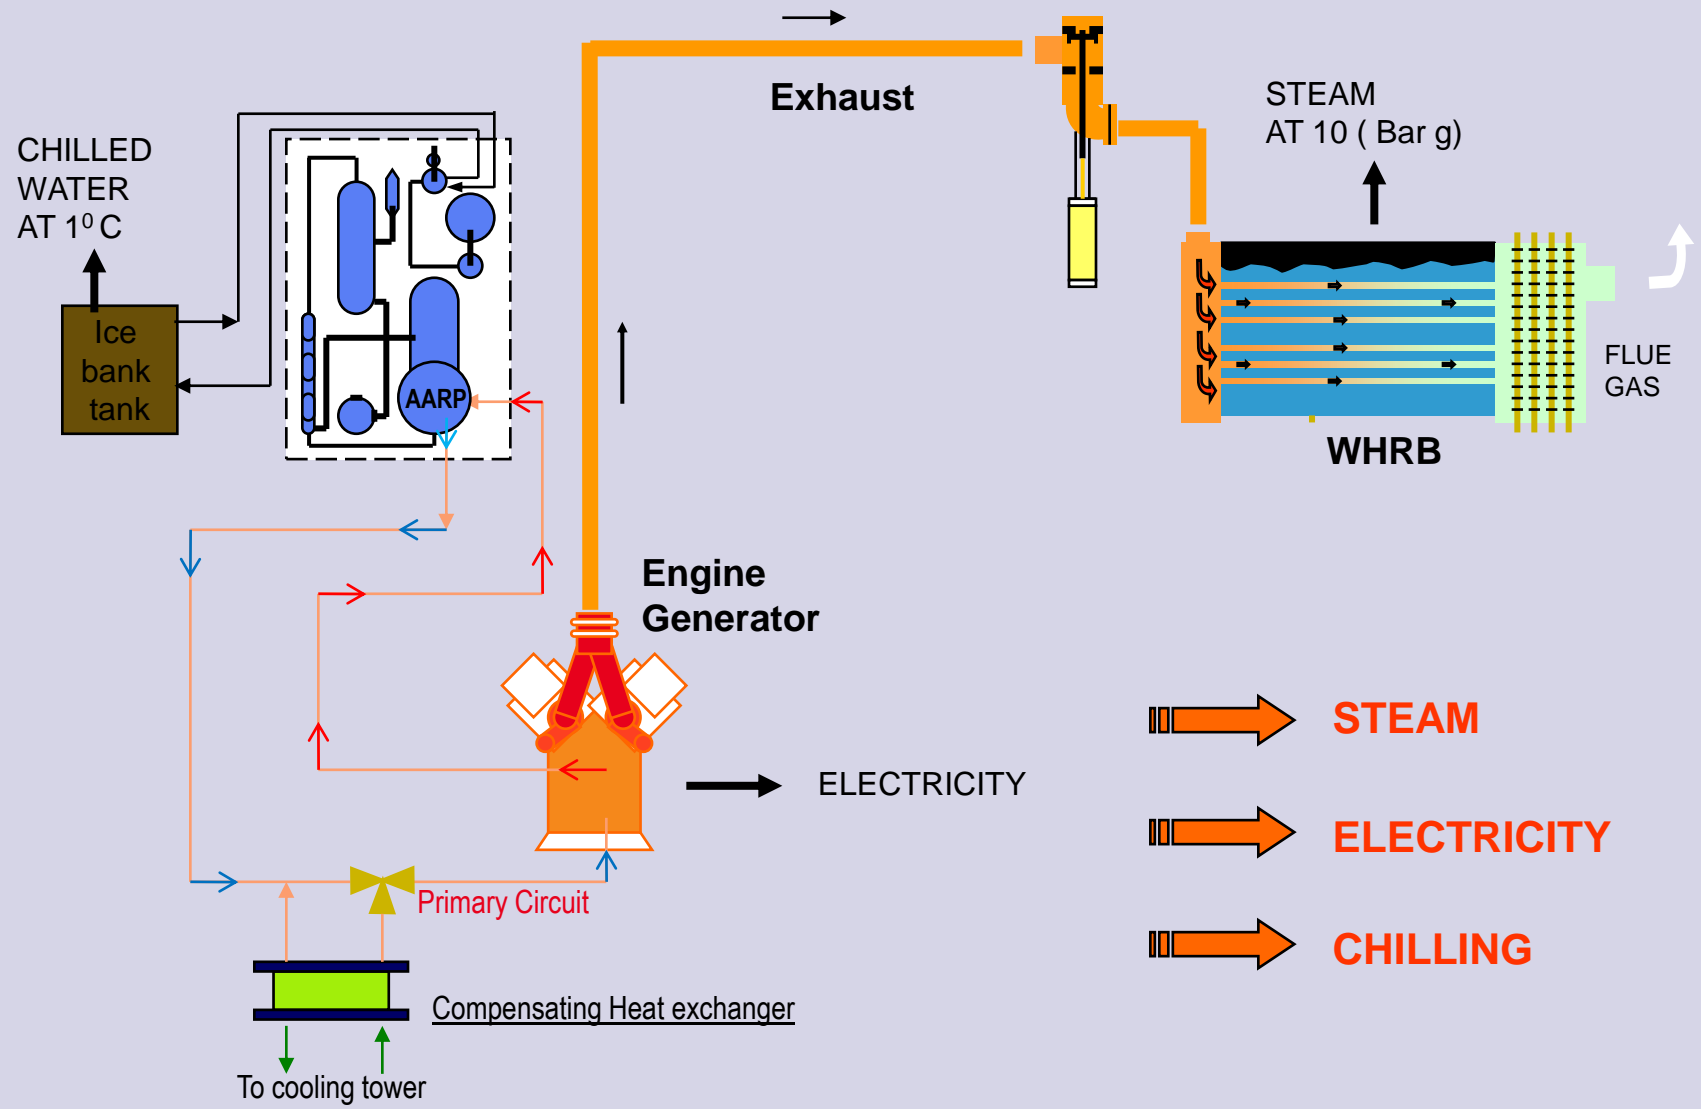 CHILLED
WATER
AT 1⁰ C
Ice
bank
tank
AARP
Exhaust
STEAM
AT 10 ( Bar g)
FLUE
GAS
WHRB
Engine
Generator
ELECTRICITY
Primary Circuit
Compensating Heat exchanger
To cooling tower
STEAM
ELECTRICITY
CHILLING